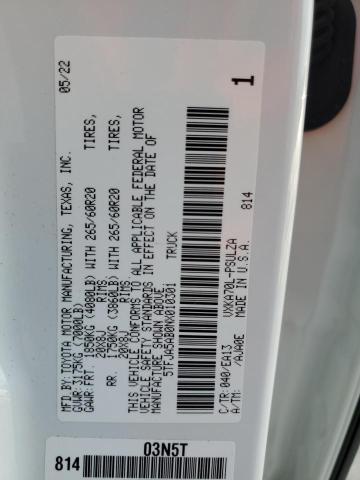 MFD.BY:TOYOTA MOTOR MANUFACTURING, TEXAS, INC. 05/22
GVWR:3175KG (7000LB)
GAWR:FRT. 1850KG (4080LB) WITH 265/60R20 TIRES,
20X8J RIMS,
RR. 1750KG (3860LB) WITH 265/60R20 TIRES,
20X8J RIMS,
THIS VEHICLE CONFORMS TO ALL APPLICABLE FEDERAL MOTOR
VEHICLE SAFETY STANDARDS IN EFFECT ON THE DATE OF
MANUFACTURE SHOWN ABOVE.
5TFJA5AB0NX010301 TRUCK
1
C/TR:040/EA13 VXKA70L-PSULZA
A/TM: /AJA0E MADE IN U.S.A. 814
814 03N5T